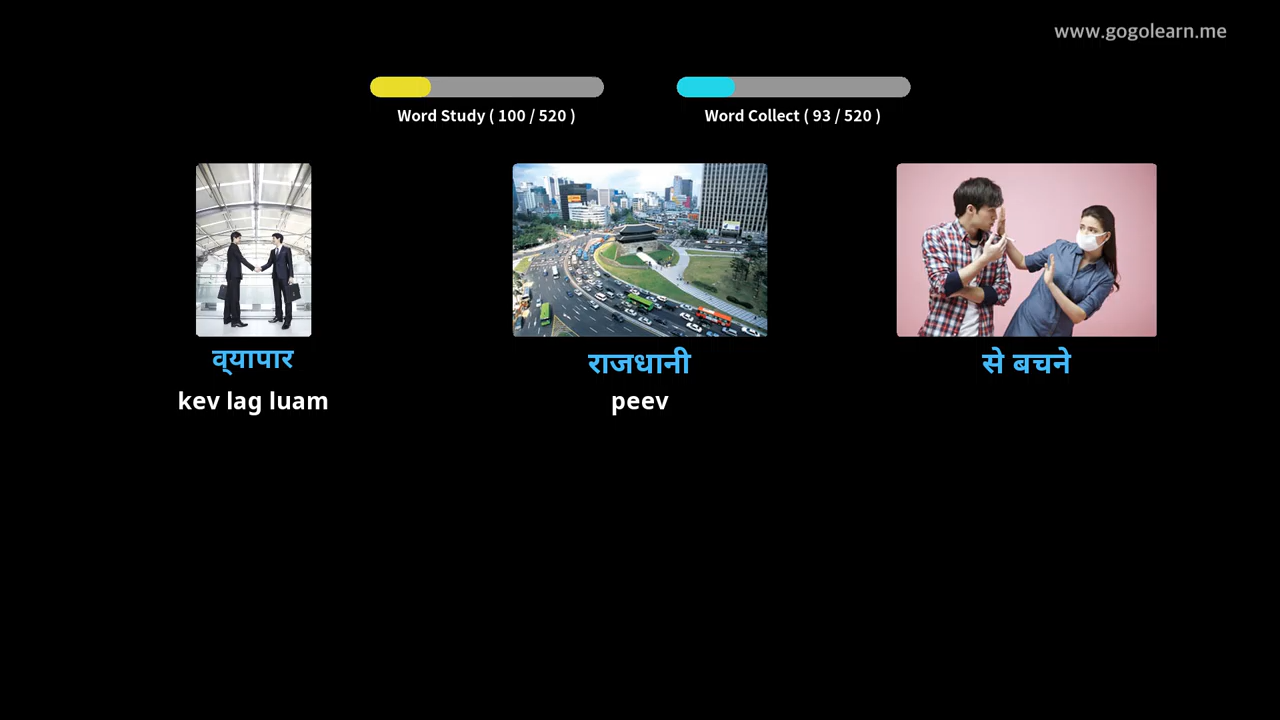 www.gogolearn.me
Word Study ( 100 / 520 )
Word Collect ( 93 / 520 )
व्यापार
राजधानी
से बचने
kev lag luam
peev